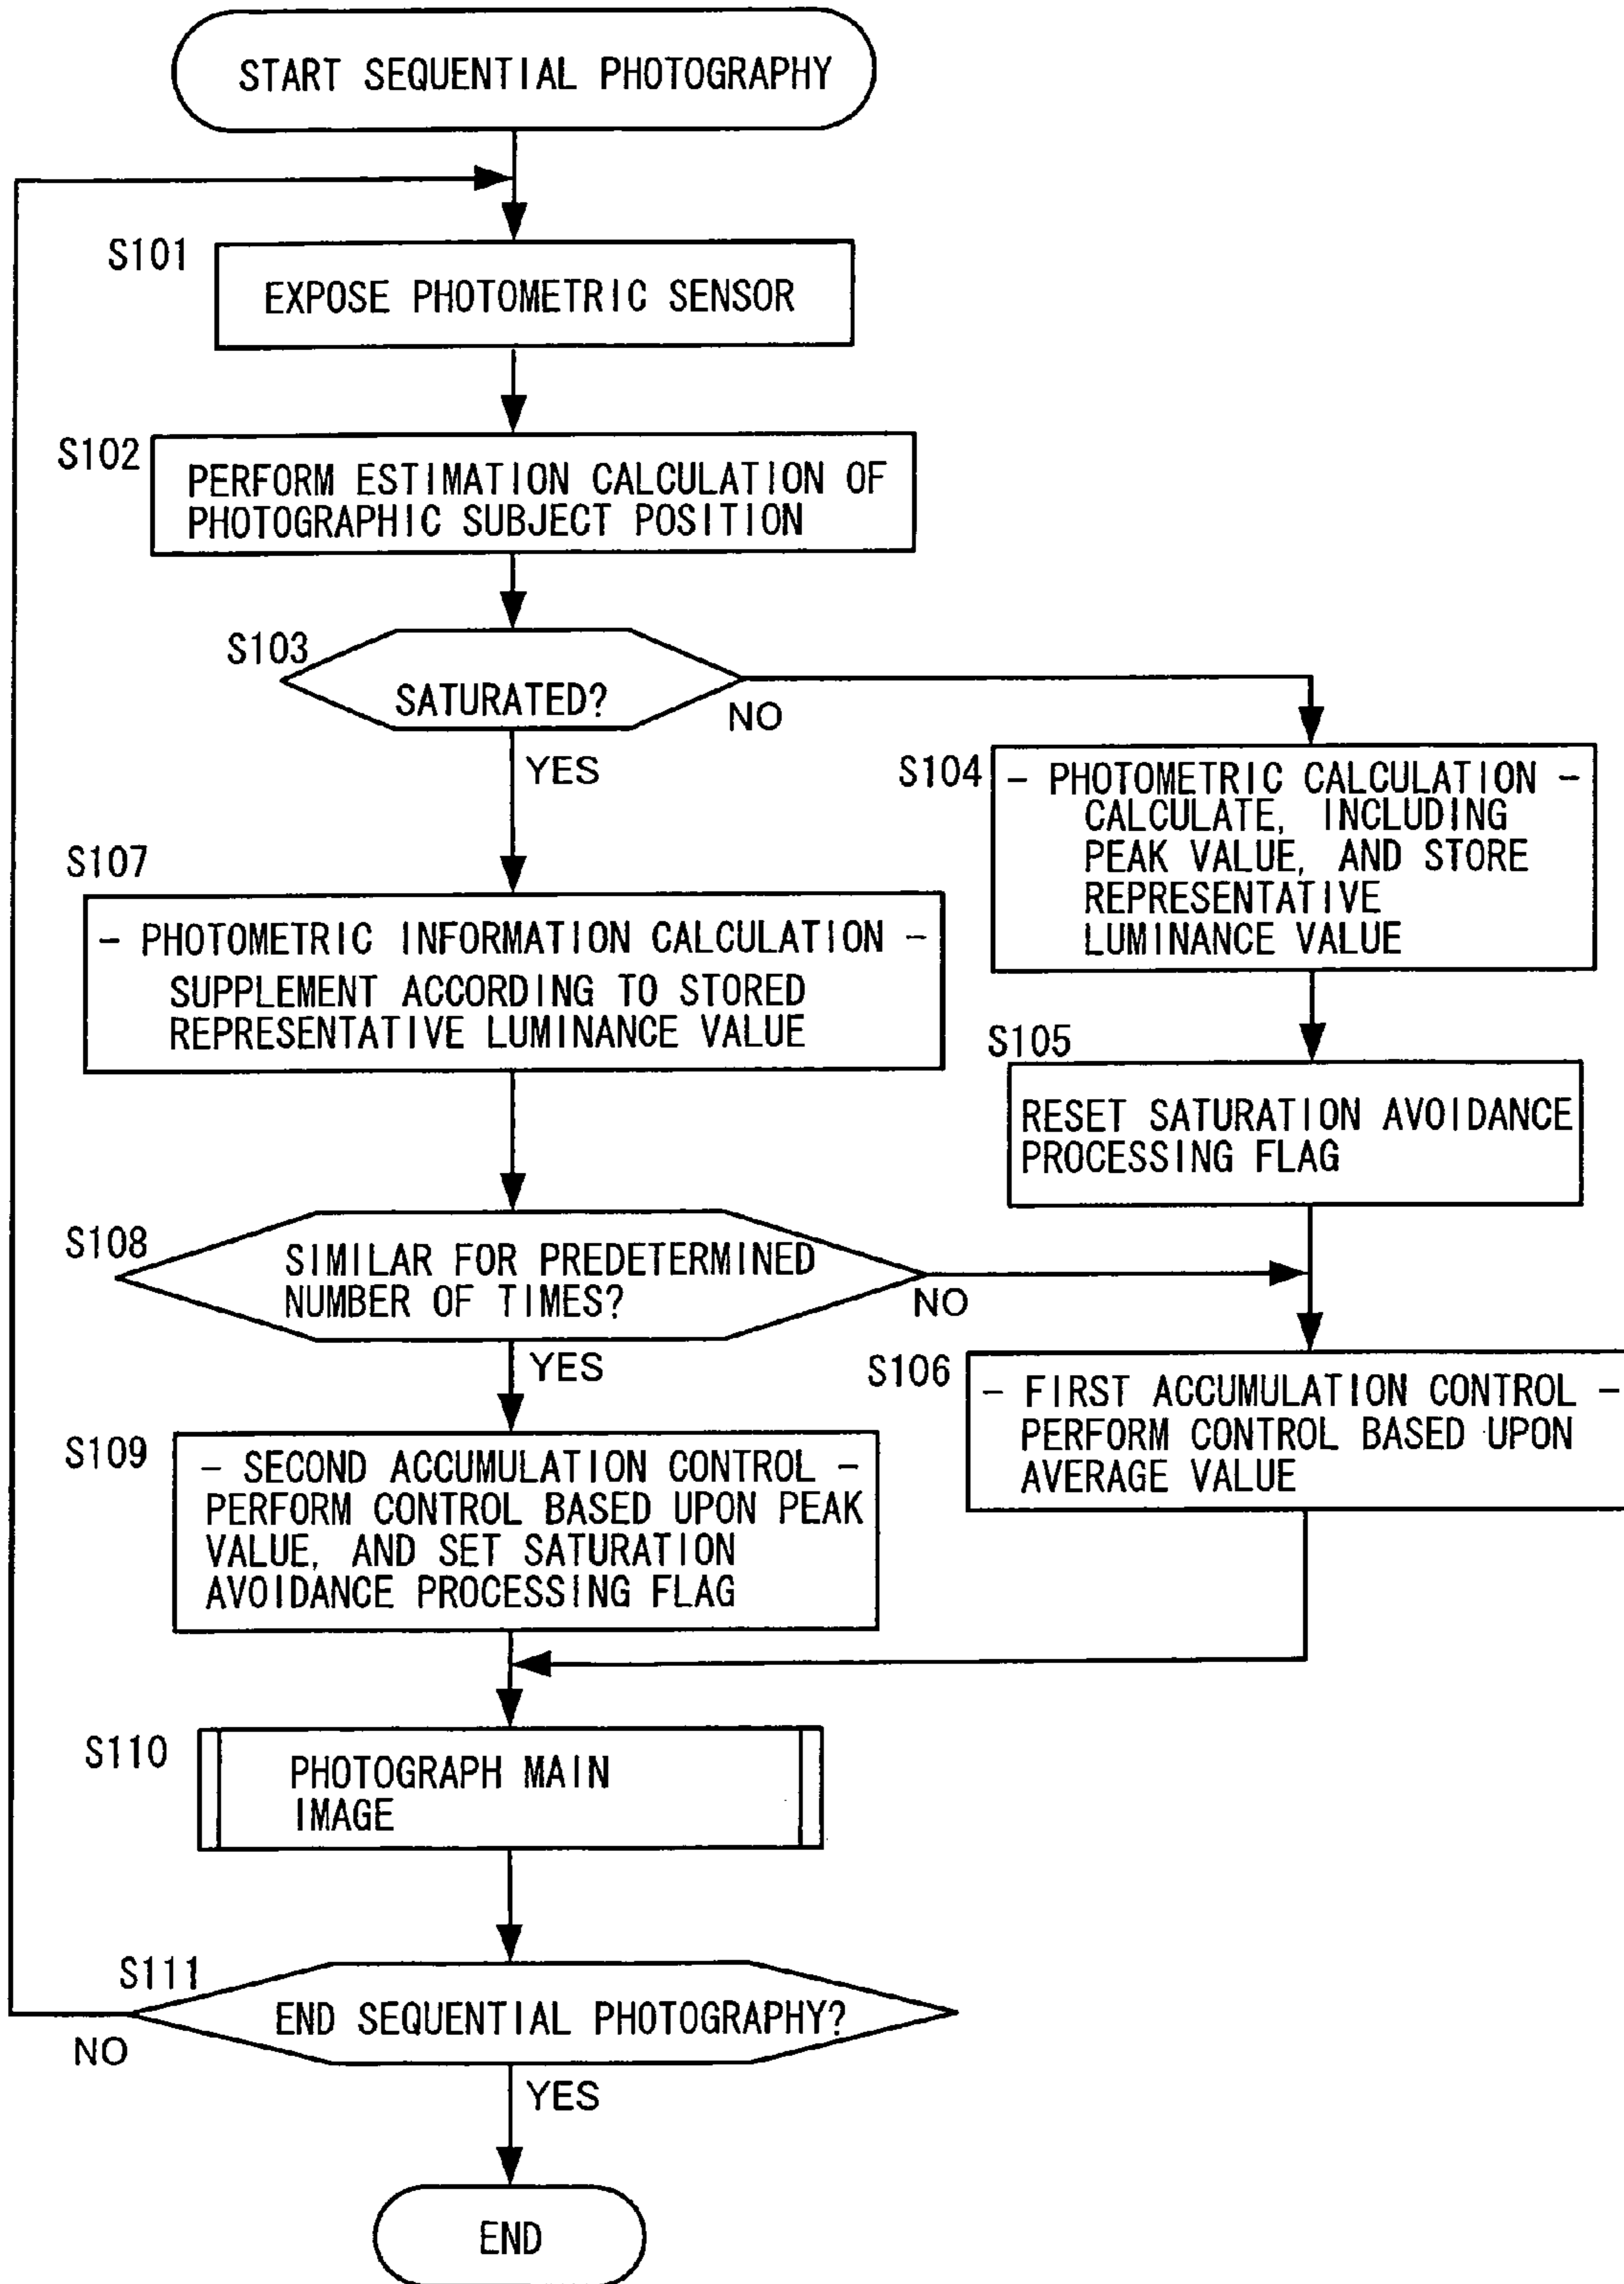 START SEQUENTIAL PHOTOGRAPHY
S101
EXPOSE PHOTOMETRIC SENSOR
S102
PERFORM ESTIMATION CALCULATION OF
PHOTOGRAPHIC SUBJECT POSITION
S103
SATURATED?
NO
YES
S104
- PHOTOMETRIC CALCULATION -
CALCULATE, INCLUDING
PEAK VALUE, AND STORE
REPRESENTATIVE
LUMINANCE VALUE
S107
- PHOTOMETRIC INFORMATION CALCULATION -
SUPPLEMENT ACCORDING TO STORED
REPRESENTATIVE LUMINANCE VALUE
S105
RESET SATURATION AVOIDANCE
PROCESSING FLAG
S108
SIMILAR FOR PREDETERMINED
NUMBER OF TIMES?
NO
YES
S106
- FIRST ACCUMULATION CONTROL -
PERFORM CONTROL BASED UPON
AVERAGE VALUE
S109
- SECOND ACCUMULATION CONTROL -
PERFORM CONTROL BASED UPON PEAK
VALUE, AND SET SATURATION
AVOIDANCE PROCESSING FLAG
S110
PHOTOGRAPH MAIN
IMAGE
S111
END SEQUENTIAL PHOTOGRAPHY?
NO
YES
END